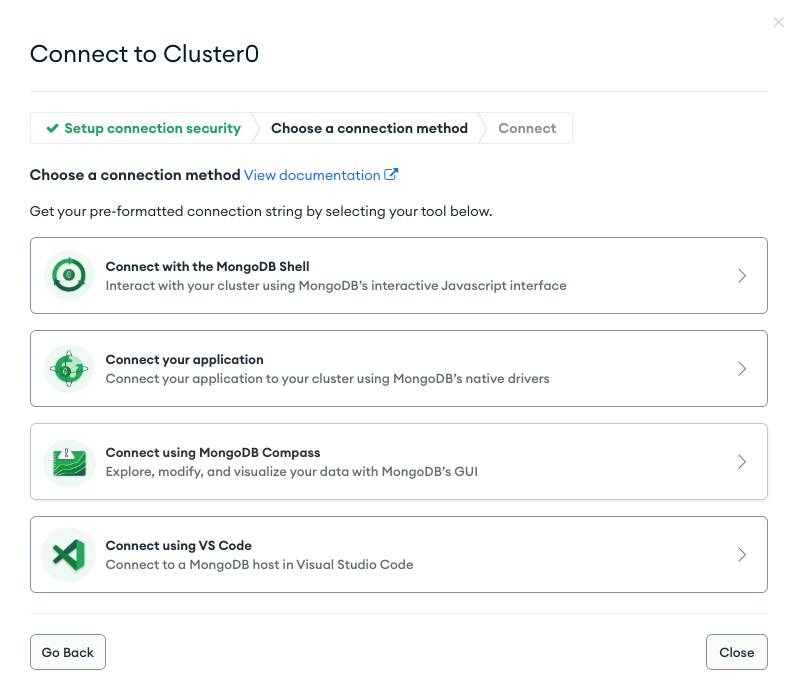 Connect to Cluster0
Setup connection security
Choose a connection method
Connect
Choose a connection method View documentation
Get your pre-formatted connection string by selecting your tool below.
Connect with the MongoDB Shell
Interact with your cluster using MongoDB’s interactive Javascript interface
Connect your application
Connect your application to your cluster using MongoDB’s native drivers
Connect using MongoDB Compass
Explore, modify, and visualize your data with MongoDB’s GUI
Connect using VS Code
Connect to a MongoDB host in Visual Studio Code
Go Back
Close